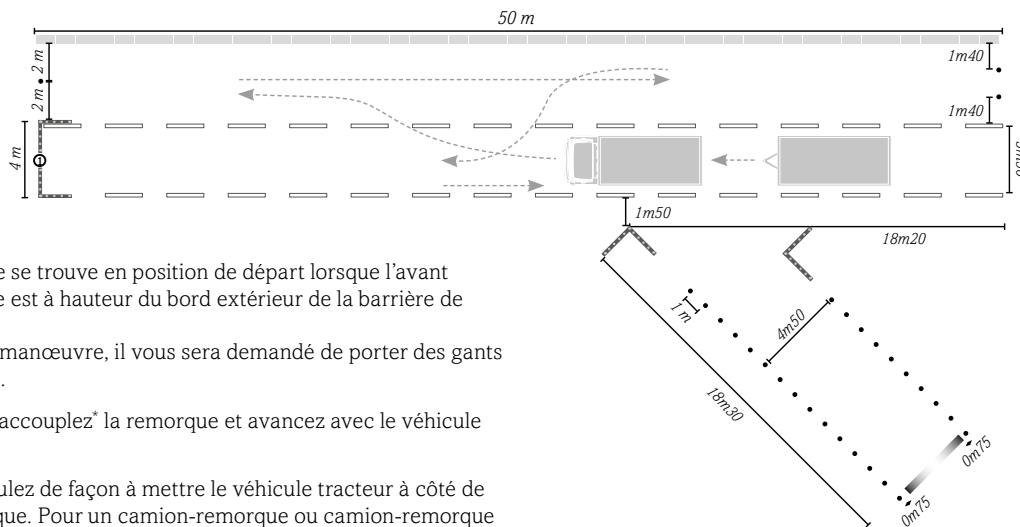 50 m
2 m
2 m
4 m
1
1m40
1m40
3m50
1m50
18m20
1 m
4m50
18m30
0m75
0m75
e se trouve en position de départ lorsque l'avant
e est à hauteur du bord extérieur de la barrière de
manœuvre, il vous sera demandé de porter des gants
.
accouplez* la remorque et avancez avec le véhicule
ulez de façon à mettre le véhicule tracteur à côté de
que. Pour un camion-remorque ou camion-remorque